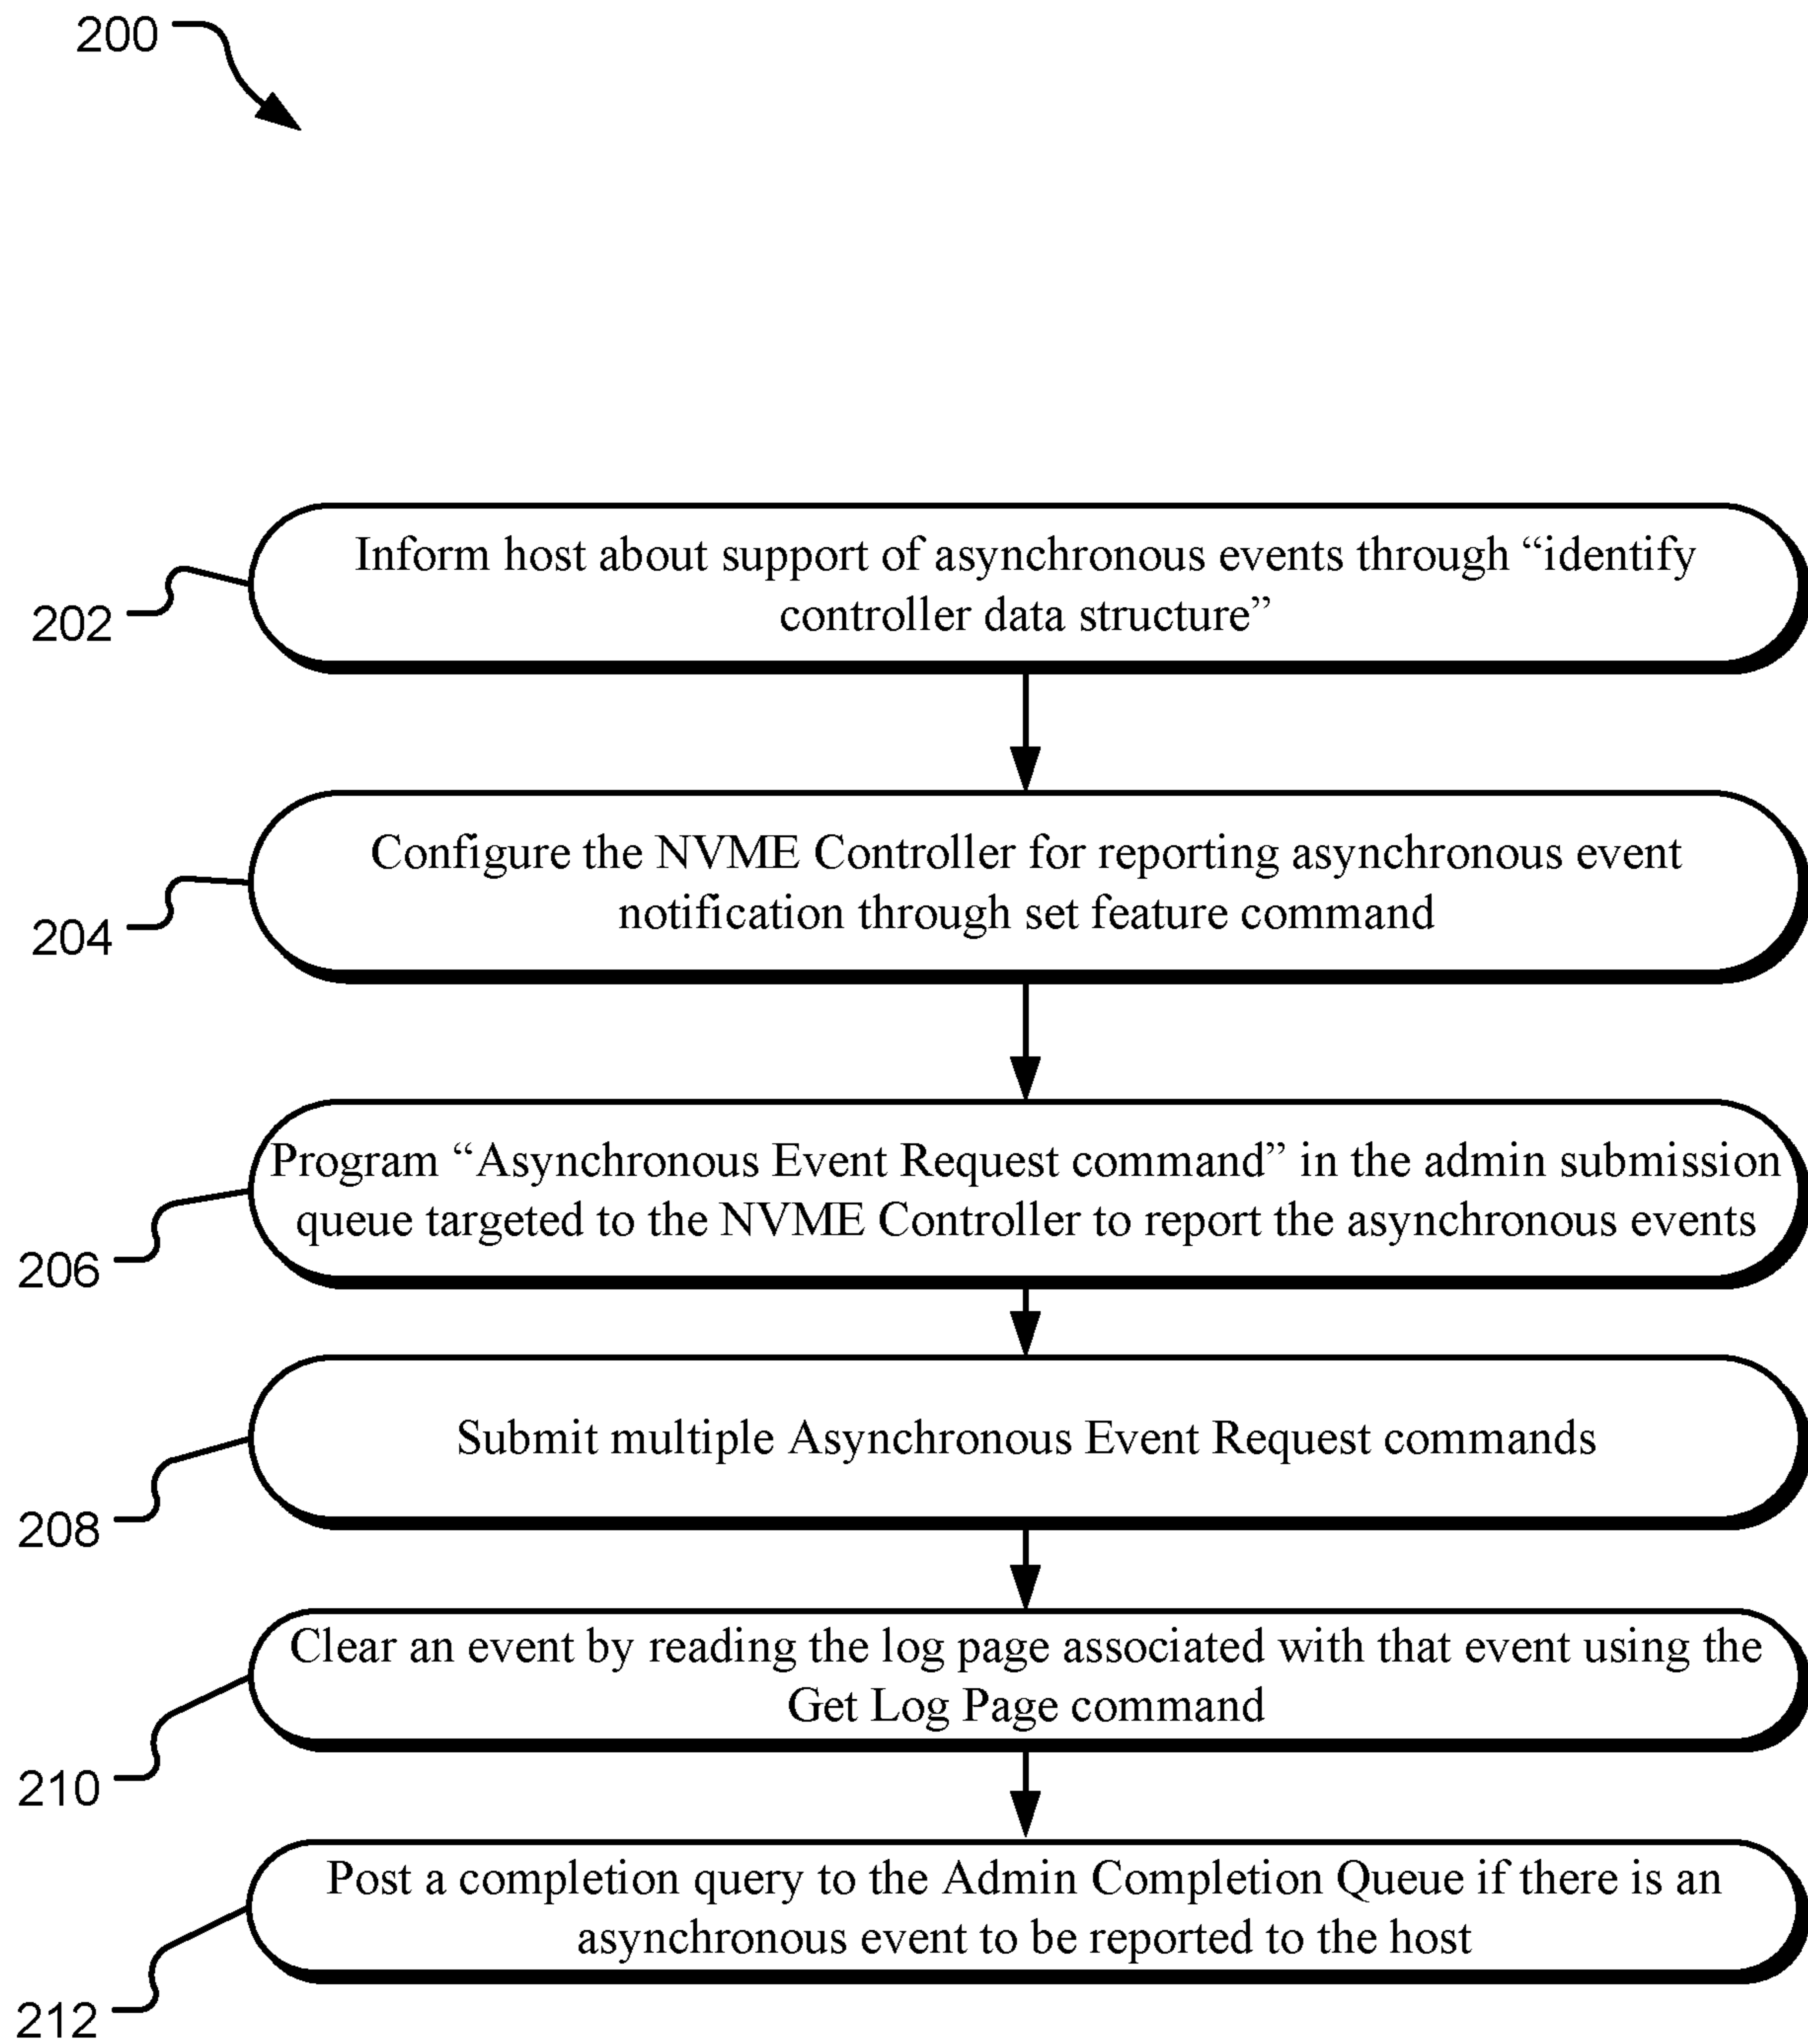 200
Inform host about support of asynchronous events through “identify
controller data structure”
202
Configure the NVME Controller for reporting asynchronous event
notification through set feature command
204
Program “Asynchronous Event Request command” in the admin submission
queue targeted to the NVME Controller to report the asynchronous events
206
Submit multiple Asynchronous Event Request commands
208
Clear an event by reading the log page associated with that event using the
Get Log Page command
210
Post a completion query to the Admin Completion Queue if there is an
asynchronous event to be reported to the host
212